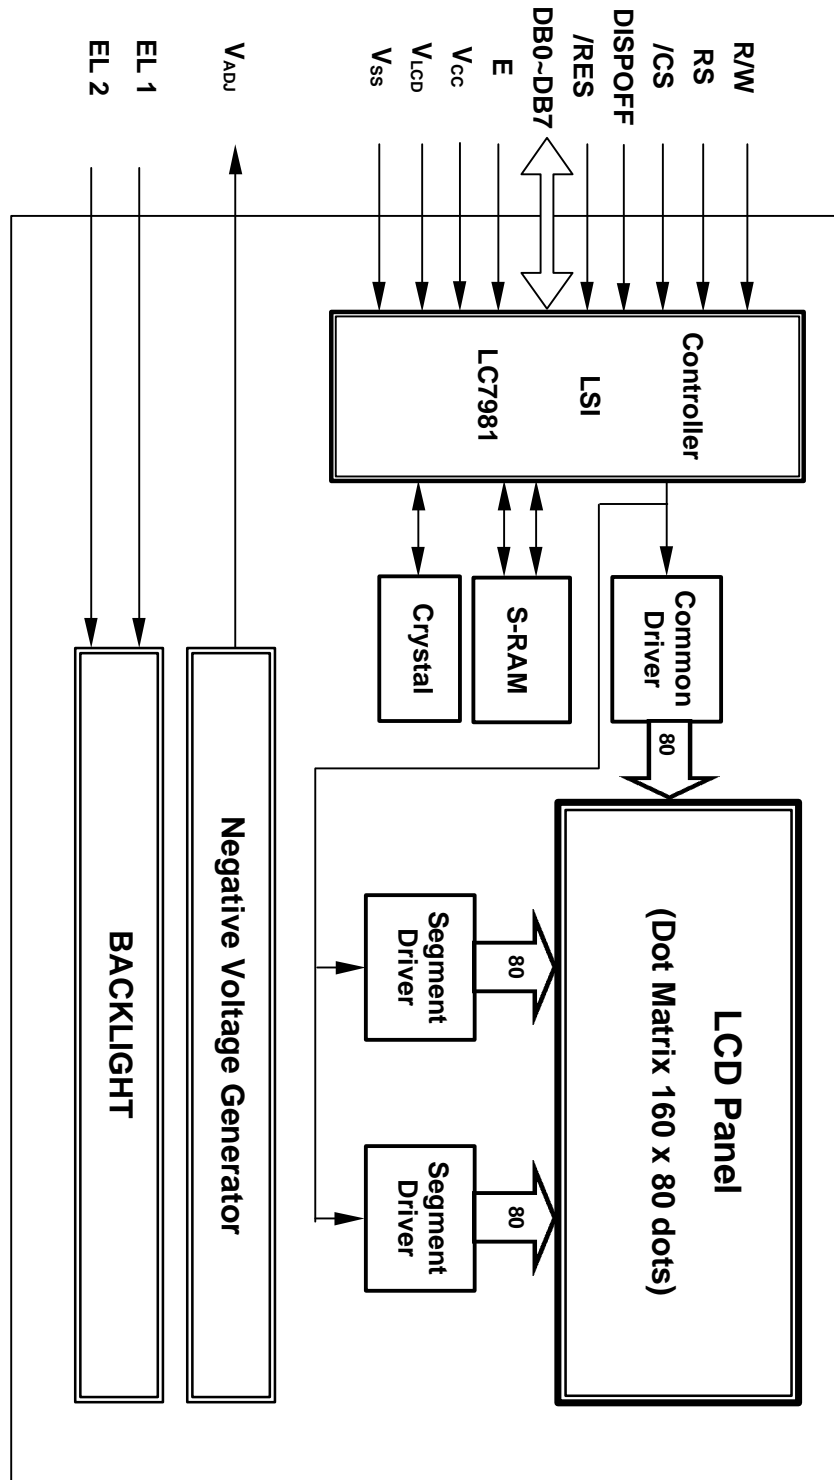 R/W
RS
/CS
DISPOFF
/RES
DB0~DB7
E
VCC
VLCD
VSS
VADJ
EL 1
EL 2
Controller
LSI
LC7981
Common
Driver
80
S-RAM
Crystal
LCD Panel
(Dot Matrix 160 x 80 dots)
80
80
Segment
Driver
Segment
Driver
Negative Voltage Generator
BACKLIGHT